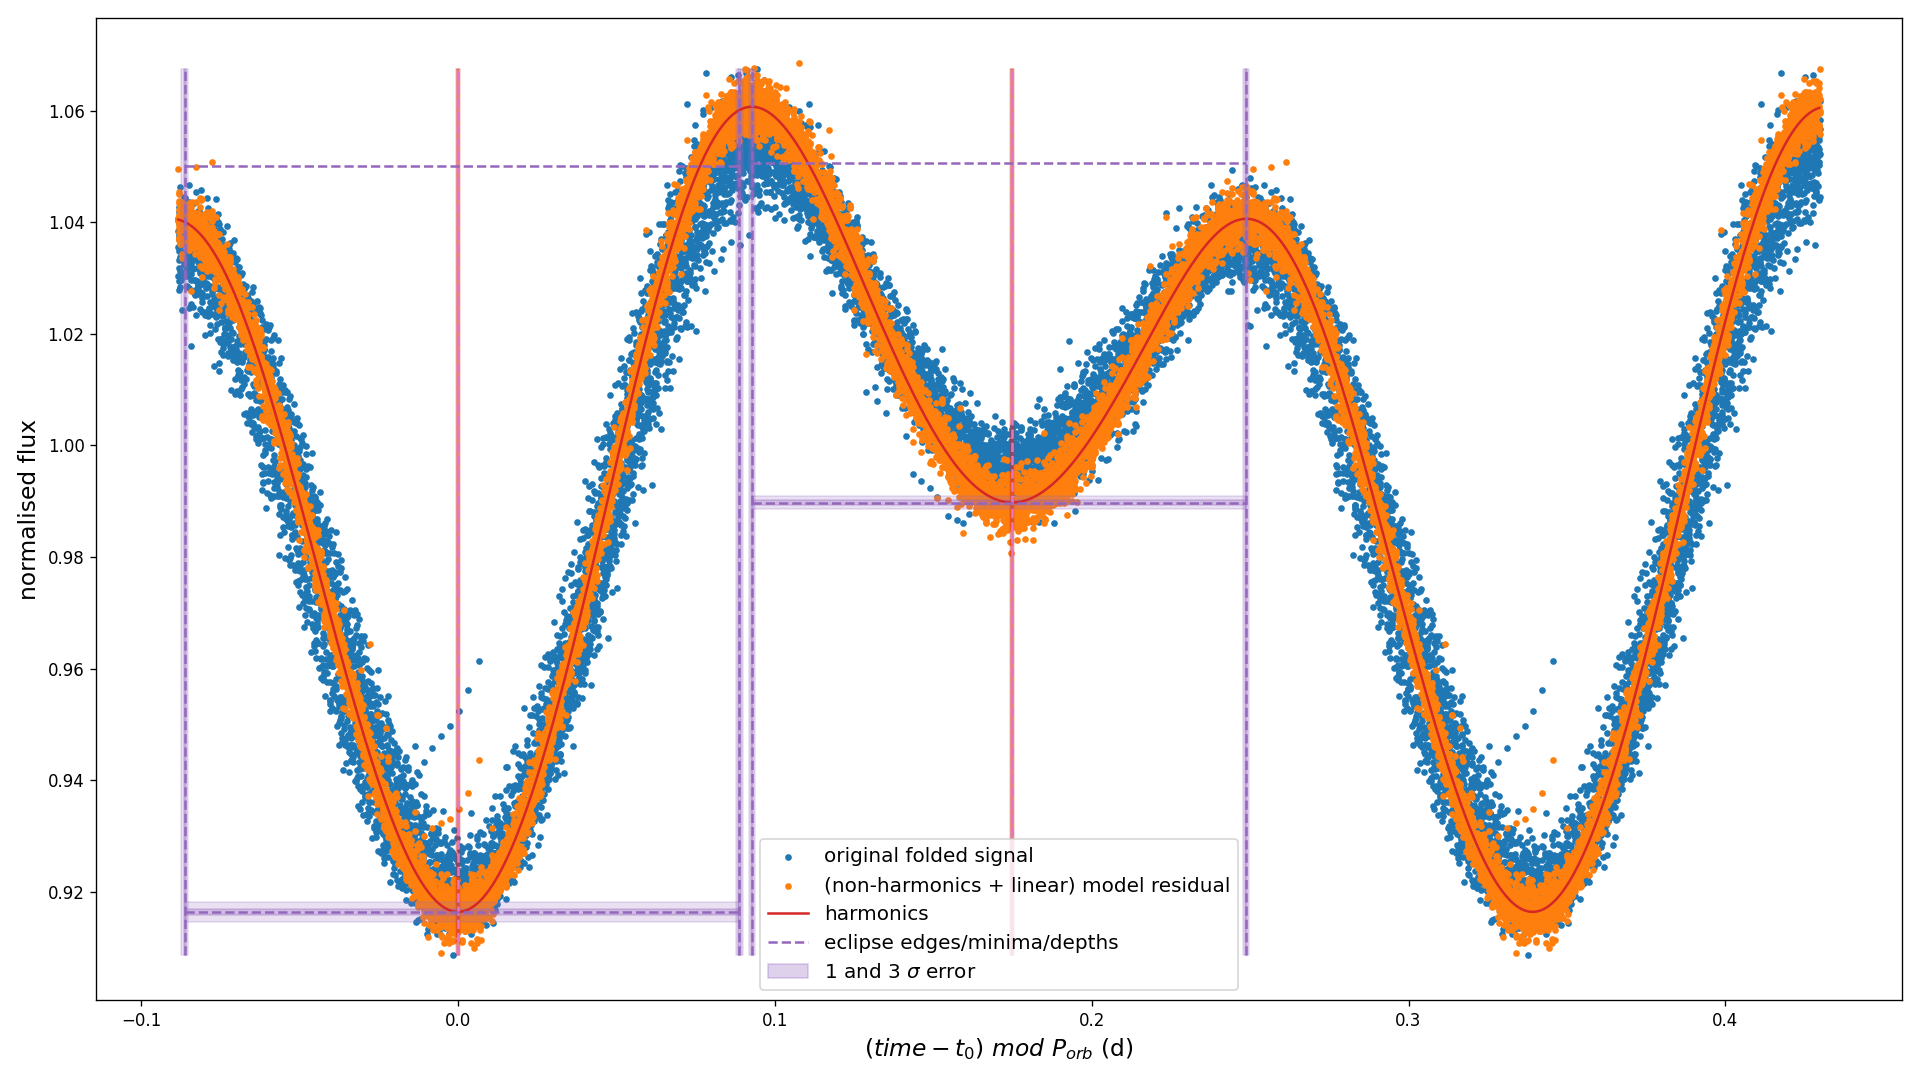 normalised flux
1.06
1.04
1.02
1.00
0.98
0.96
0.94
0.92
original folded signal
(non-harmonics + linear) model residual
harmonics
eclipse edges/minima/depths
1 and 3 σ error
−0.1
0.0
0.1
0.2
0.3
0.4
(time − t₀) mod Pₒᵣb (d)